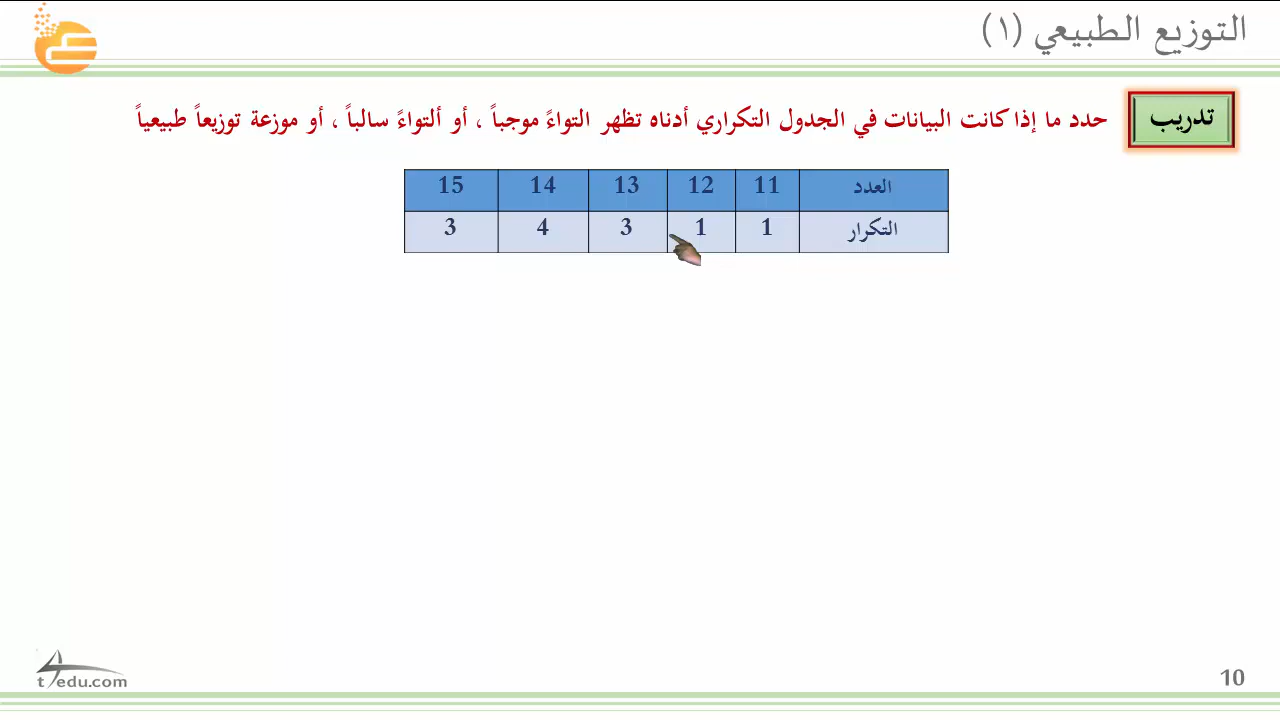 التوزيع الطبيعي (١)
تدريب
حدد ما إذا كانت البيانات في الجدول التكراري أدناه تظهر التواءً موجباً ، أو ألتواءً سالباً ، أو موزعة توزيعاً طبيعياً
العدد 11 12 13 14 15
التكرار 1 1 3 4 3
t4edu.com
10